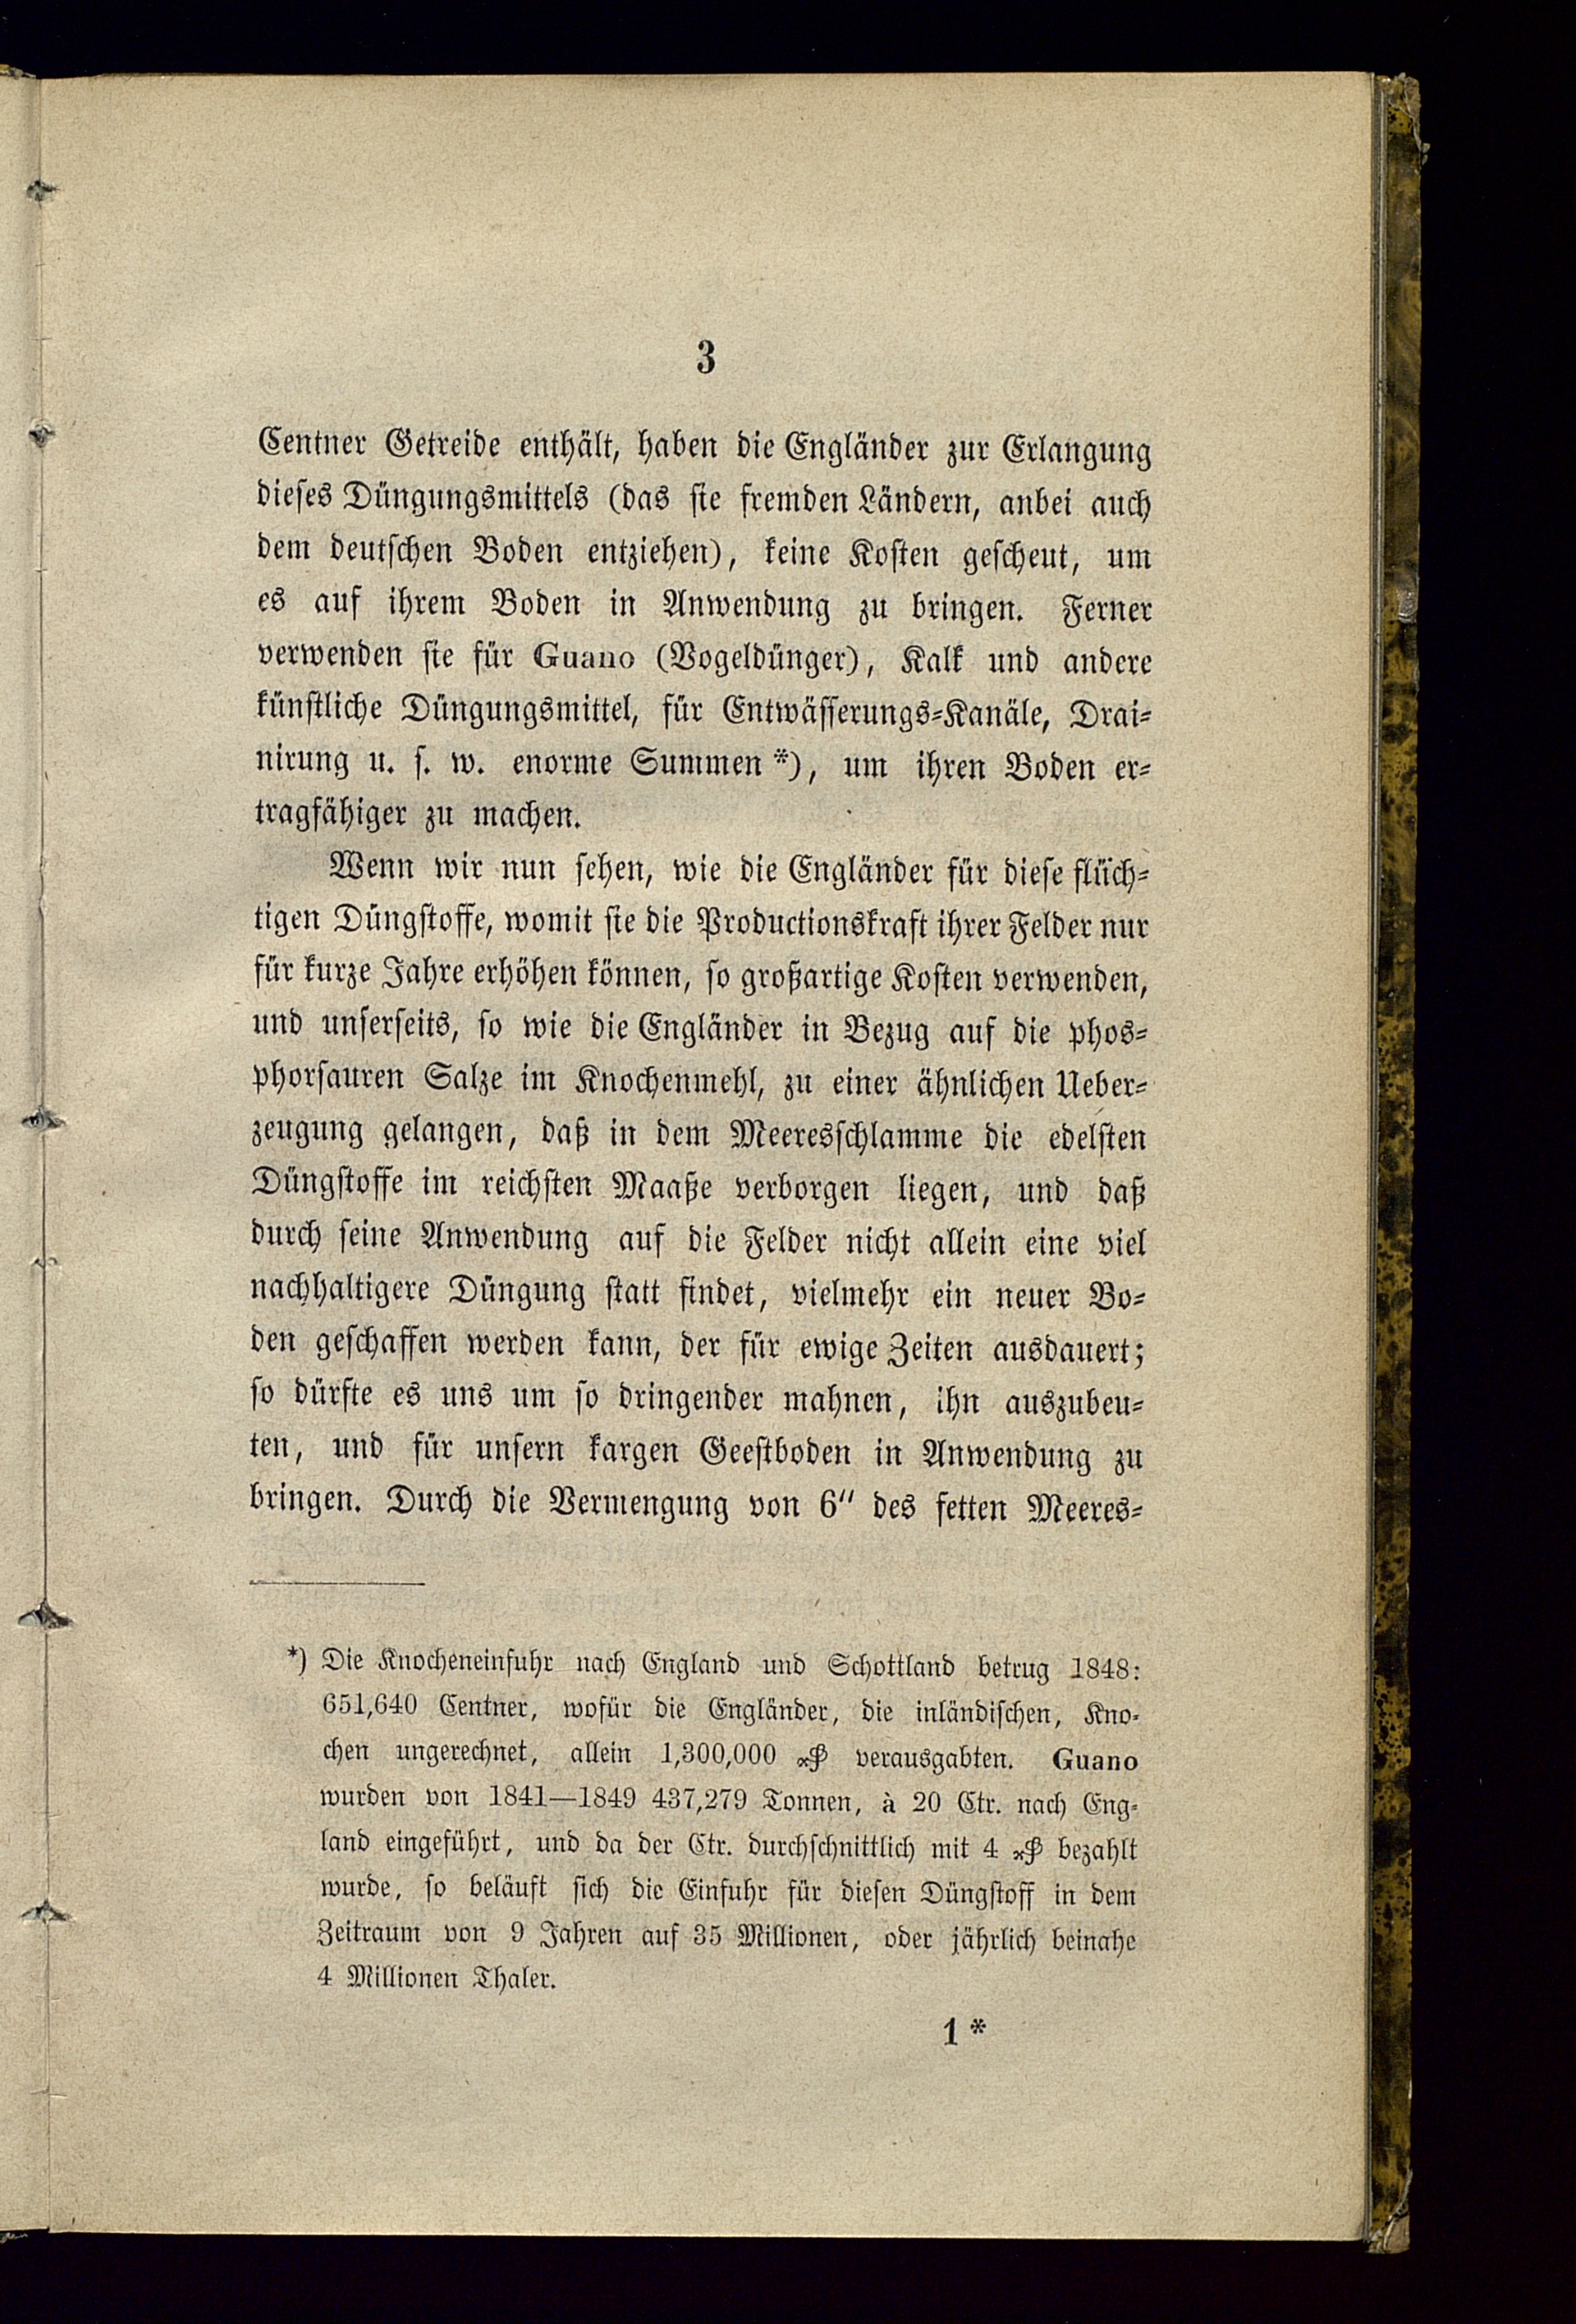 3
Centner Getreide enthält, haben die Engländer zur Erlangung
dieses Düngungsmittels (das sie fremden Ländern, anbei auch
dem deutschen Boden entziehen), keine Kosten gescheut, um
es auf ihrem Boden in Anwendung zu bringen. Ferner
verwenden sie für Guano (Vogeldünger), Kalk und andere
künstliche Düngungsmittel, für Entwässerungs-Kanäle, Drai-
nirung u. s. w. enorme Summen *), um ihren Boden er-
tragfähiger zu machen.
Wenn wir nun sehen, wie die Engländer für diese flüch-
tigen Düngstoffe, womit sie die Productionskraft ihrer Felder nur
für kurze Jahre erhöhen können, so großartige Kosten verwenden,
und unserseits, so wie die Engländer in Bezug auf die phos-
phorsauren Salze im Knochenmehl, zu einer ähnlichen Ueber-
zeugung gelangen, daß in dem Meeresschlamme die edelsten
Düngstoffe im reichsten Maaße verborgen liegen, und daß
durch seine Anwendung auf die Felder nicht allein eine viel
nachhaltigere Düngung statt findet, vielmehr ein neuer Bo-
den geschaffen werden kann, der für ewige Zeiten ausdauert;
so dürfte es uns um so dringender mahnen, ihn auszubeu-
ten, und für unsern kargen Geestboden in Anwendung zu
bringen. Durch die Vermengung von 6" des fetten Meeres-
*) Die Knocheneinfuhr nach England und Schottland betrug 1848:
651,640 Centner, wofür die Engländer, die inländischen, Kno-
chen ungerechnet, allein 1,300,000 ₰ verausgabten. Guano
wurden von 1841—1849 437,279 Tonnen, à 20 Ctr. nach Eng-
land eingeführt, und da der Ctr. durchschnittlich mit 4 ₰ bezahlt
wurde, so beläuft sich die Einfuhr für diesen Düngstoff in dem
Zeitraum von 9 Jahren auf 35 Millionen, oder jährlich beinahe
4 Millionen Thaler.
1 *